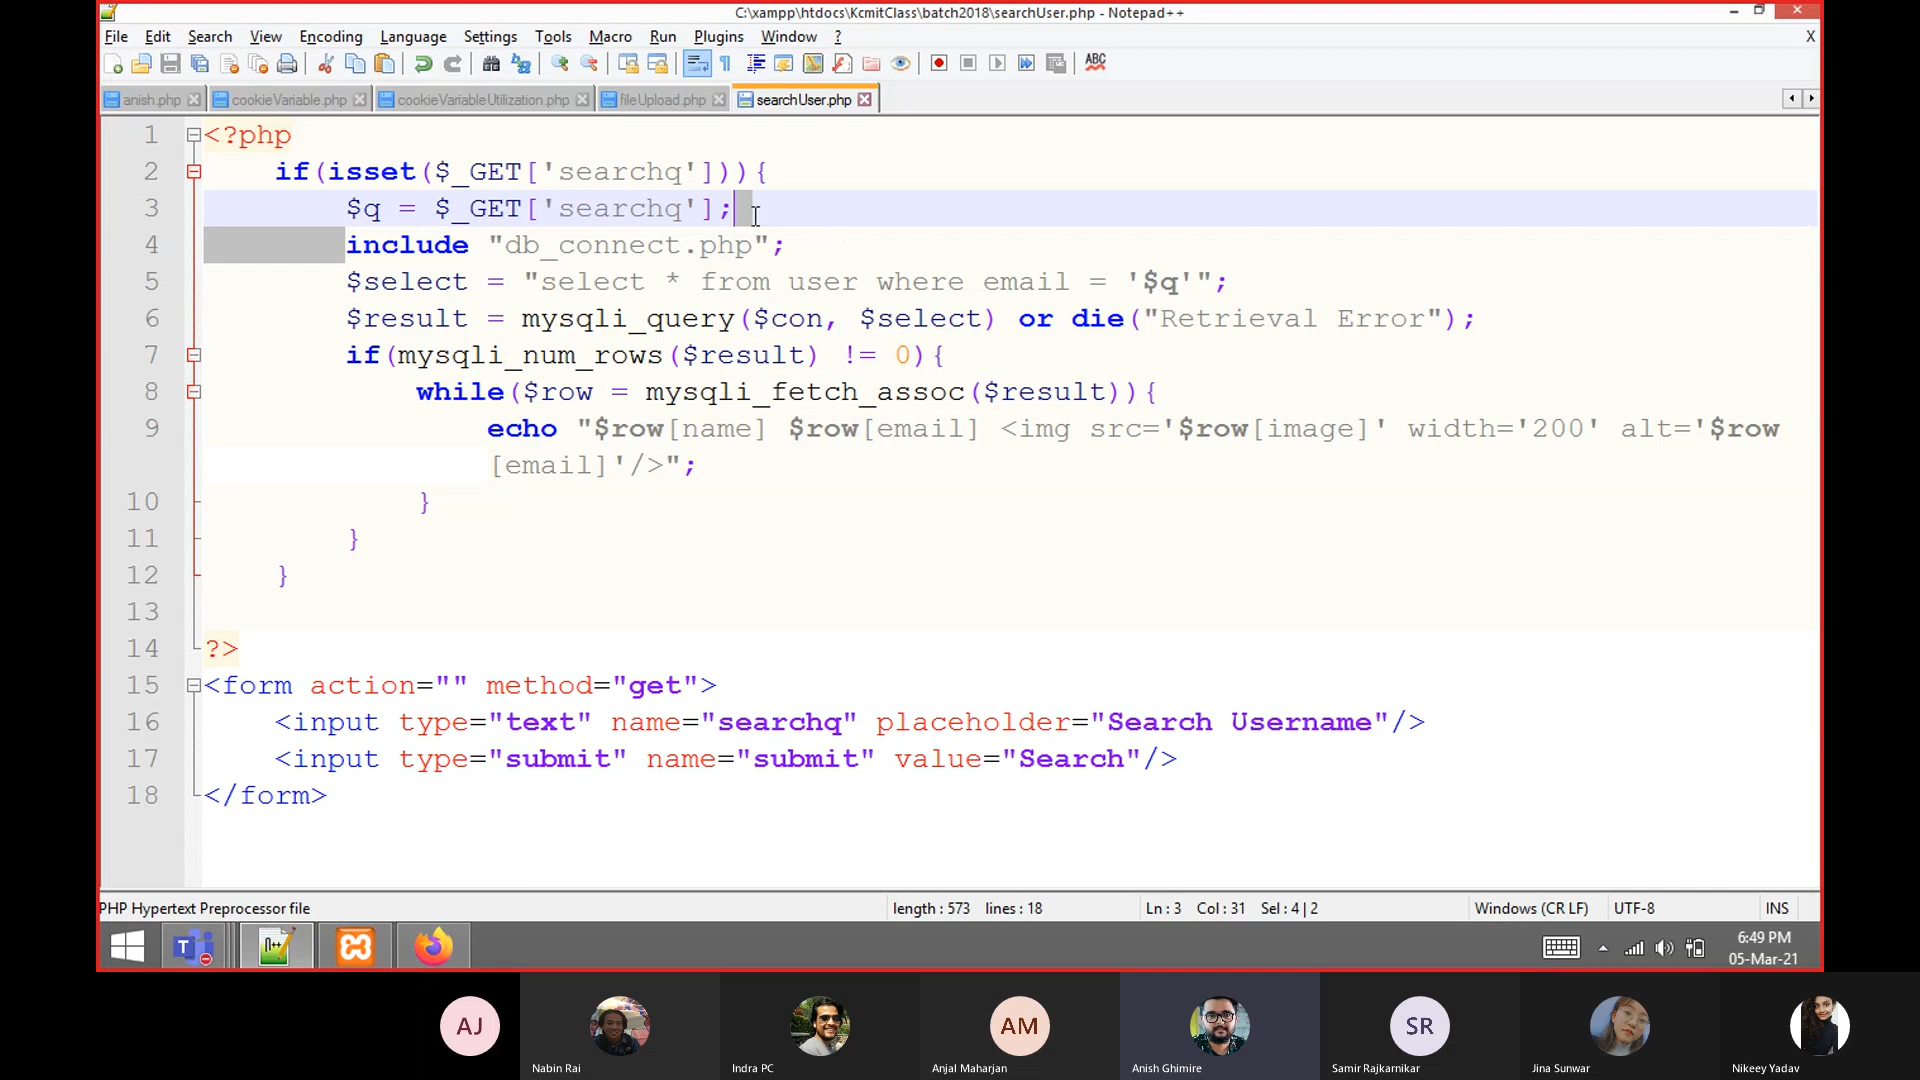 C:\xampp\htdocs\KcmitClass\batch2018\searchUser.php - Notepad++
File Edit Search View Encoding Language Settings Tools Macro Run Plugins Window ? X
ABC
anish.php cookieVariable.php cookieVariableUtilization.php fileUpload.php searchUser.php
1 <?php
2 if(isset($_GET['searchq'])){
3 $q = $_GET['searchq'];
4 include "db_connect.php";
5 $select = "select * from user where email = '$q'";
6 $result = mysqli_query($con, $select) or die("Retrieval Error");
7 if(mysqli_num_rows($result) != 0){
8 while($row = mysqli_fetch_assoc($result)){
9 echo "$row[name] $row[email] <img src='$row[image]' width='200' alt='$row
[email]'/>";
10 }
11 }
12 }
13
14 ?>
15 <form action="" method="get">
16 <input type="text" name="searchq" placeholder="Search Username"/>
17 <input type="submit" name="submit" value="Search"/>
18 </form>
PHP Hypertext Preprocessor file length : 573 lines : 18 Ln : 3 Col : 31 Sel : 4 | 2 Windows (CR LF) UTF-8 INS
T N++ 6:49 PM
05-Mar-21
AJ AM SR
Nabin Rai Indra PC Anjal Maharjan Anish Ghimire Samir Rajkarnikar Jina Sunwar Nikeey Yadav